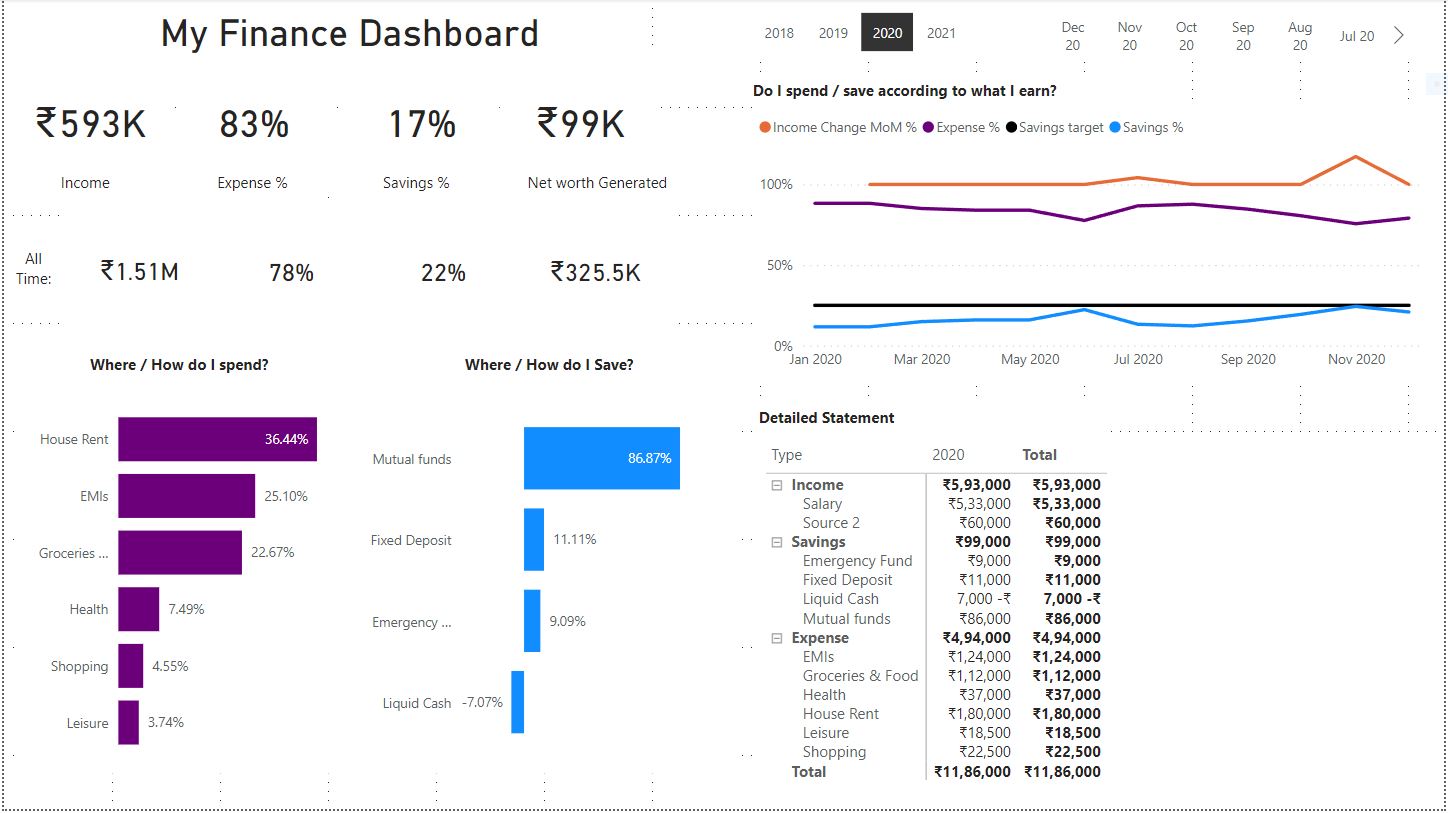 My Finance Dashboard
2018 2019 2020 2021
Dec 20 Nov 20 Oct 20 Sep 20 Aug 20 Jul 20
₹593K 83% 17% ₹99K
Income Expense % Savings % Net worth Generated
All Time: ₹1.51M 78% 22% ₹325.5K
Do I spend / save according to what I earn?
Income Change MoM % Expense % Savings target Savings %
100%
50%
0%
Jan 2020 Mar 2020 May 2020 Jul 2020 Sep 2020 Nov 2020
Where / How do I spend?
House Rent 36.44%
EMIs 25.10%
Groceries ... 22.67%
Health 7.49%
Shopping 4.55%
Leisure 3.74%
Where / How do I Save?
Mutual funds 86.87%
Fixed Deposit 11.11%
Emergency ... 9.09%
Liquid Cash -7.07%
Detailed Statement
Type 2020 Total
Income ₹5,93,000 ₹5,93,000
Salary ₹5,33,000 ₹5,33,000
Source 2 ₹60,000 ₹60,000
Savings ₹99,000 ₹99,000
Emergency Fund ₹9,000 ₹9,000
Fixed Deposit ₹11,000 ₹11,000
Liquid Cash 7,000 -₹ 7,000 -₹
Mutual funds ₹86,000 ₹86,000
Expense ₹4,94,000 ₹4,94,000
EMIs ₹1,24,000 ₹1,24,000
Groceries & Food ₹1,12,000 ₹1,12,000
Health ₹37,000 ₹37,000
House Rent ₹1,80,000 ₹1,80,000
Leisure ₹18,500 ₹18,500
Shopping ₹22,500 ₹22,500
Total ₹11,86,000 ₹11,86,000